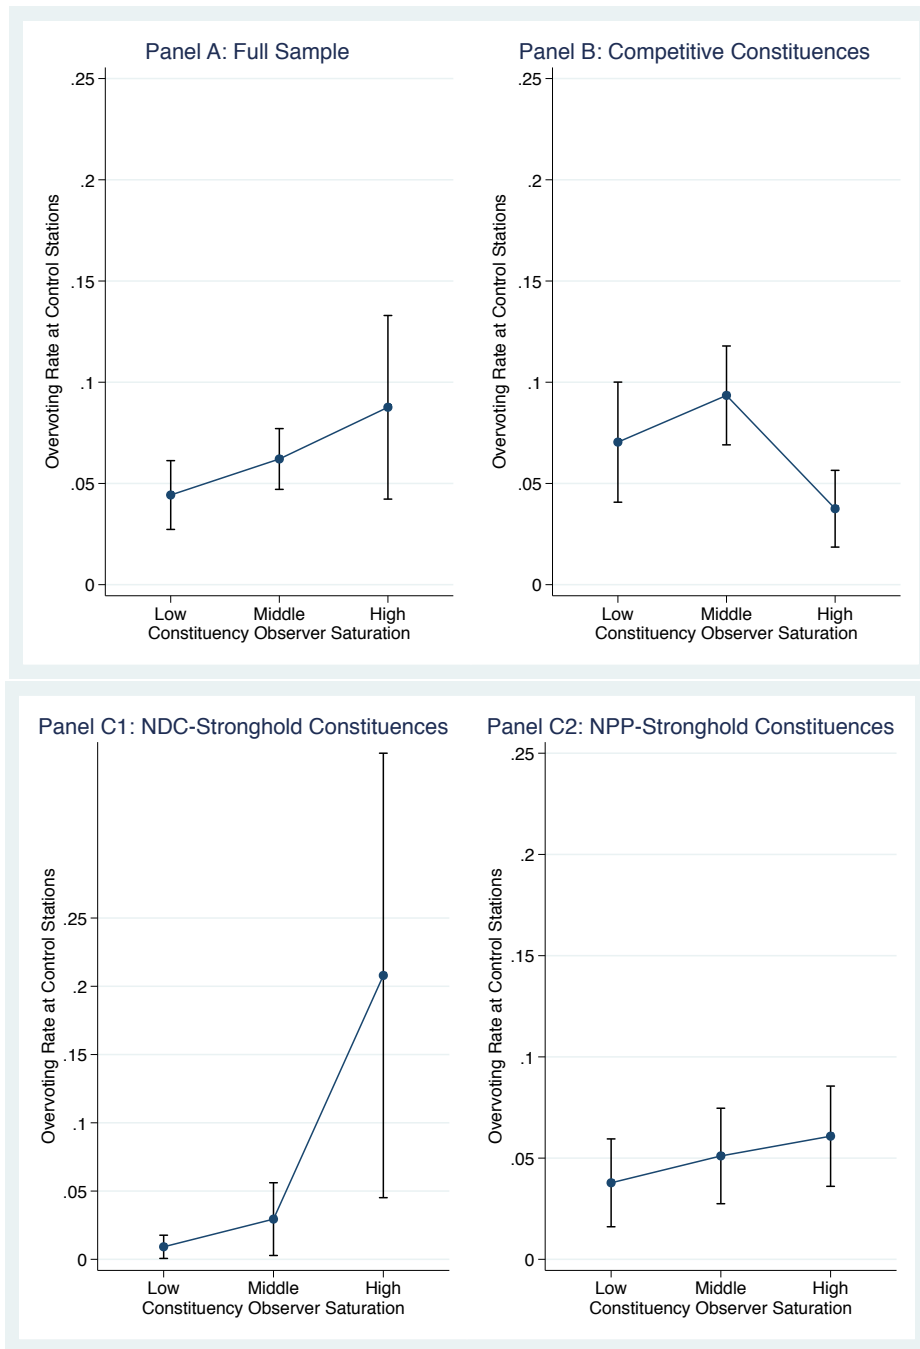 Panel A: Full Sample
.25
.2
.15
.1
.05
0
Overvoting Rate at Control Stations
Low Middle High
Constituency Observer Saturation
Panel B: Competitive Constituences
.25
.2
.15
.1
.05
0
Overvoting Rate at Control Stations
Low Middle High
Constituency Observer Saturation
Panel C1: NDC-Stronghold Constituences
.25
.2
.15
.1
.05
0
Overvoting Rate at Control Stations
Low Middle High
Constituency Observer Saturation
Panel C2: NPP-Stronghold Constituences
.25
.2
.15
.1
.05
0
Overvoting Rate at Control Stations
Low Middle High
Constituency Observer Saturation